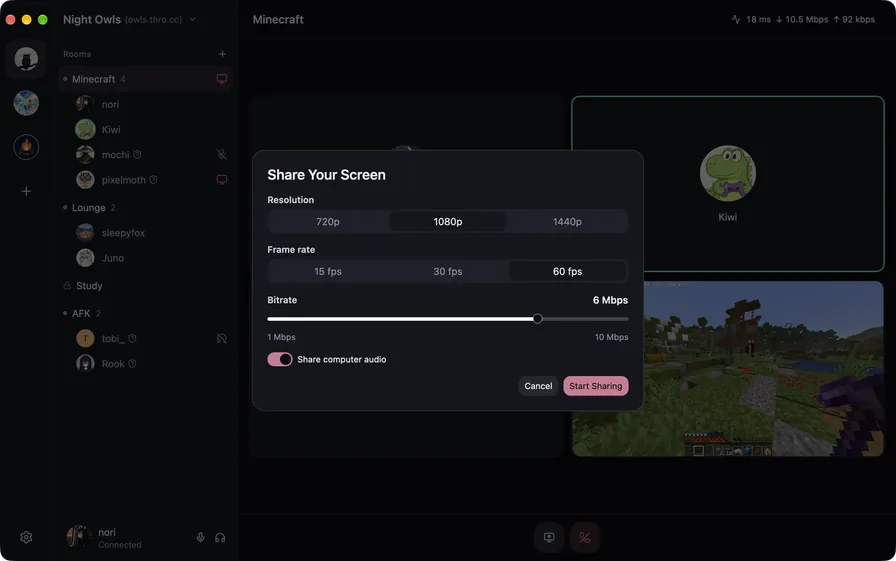 Night Owls (owls.thro.cc)
Minecraft
18 ms ↓ 10.5 Mbps ↑ 92 kbps
Rooms
Minecraft 4
nori
Kiwi
mochi
pixelmoth
Lounge 2
sleepyfox
Juno
Study
AFK 2
T tobi_
Rook
nori
Connected
Kiwi
Share Your Screen
Resolution
720p 1080p 1440p
Frame rate
15 fps 30 fps 60 fps
Bitrate 6 Mbps
1 Mbps 10 Mbps
Share computer audio
Cancel Start Sharing